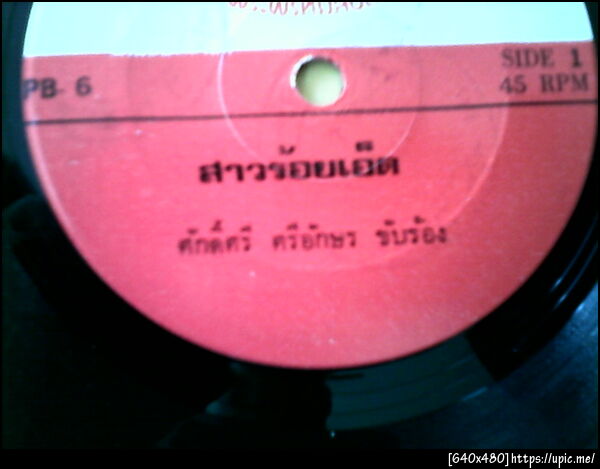 PB- 6
SIDE 1
45 RPM
สาวร้อยเอ็ด
ศักดิ์ศรี ศรีอักษร ขับร้อง
[640x480]https://upic.me/